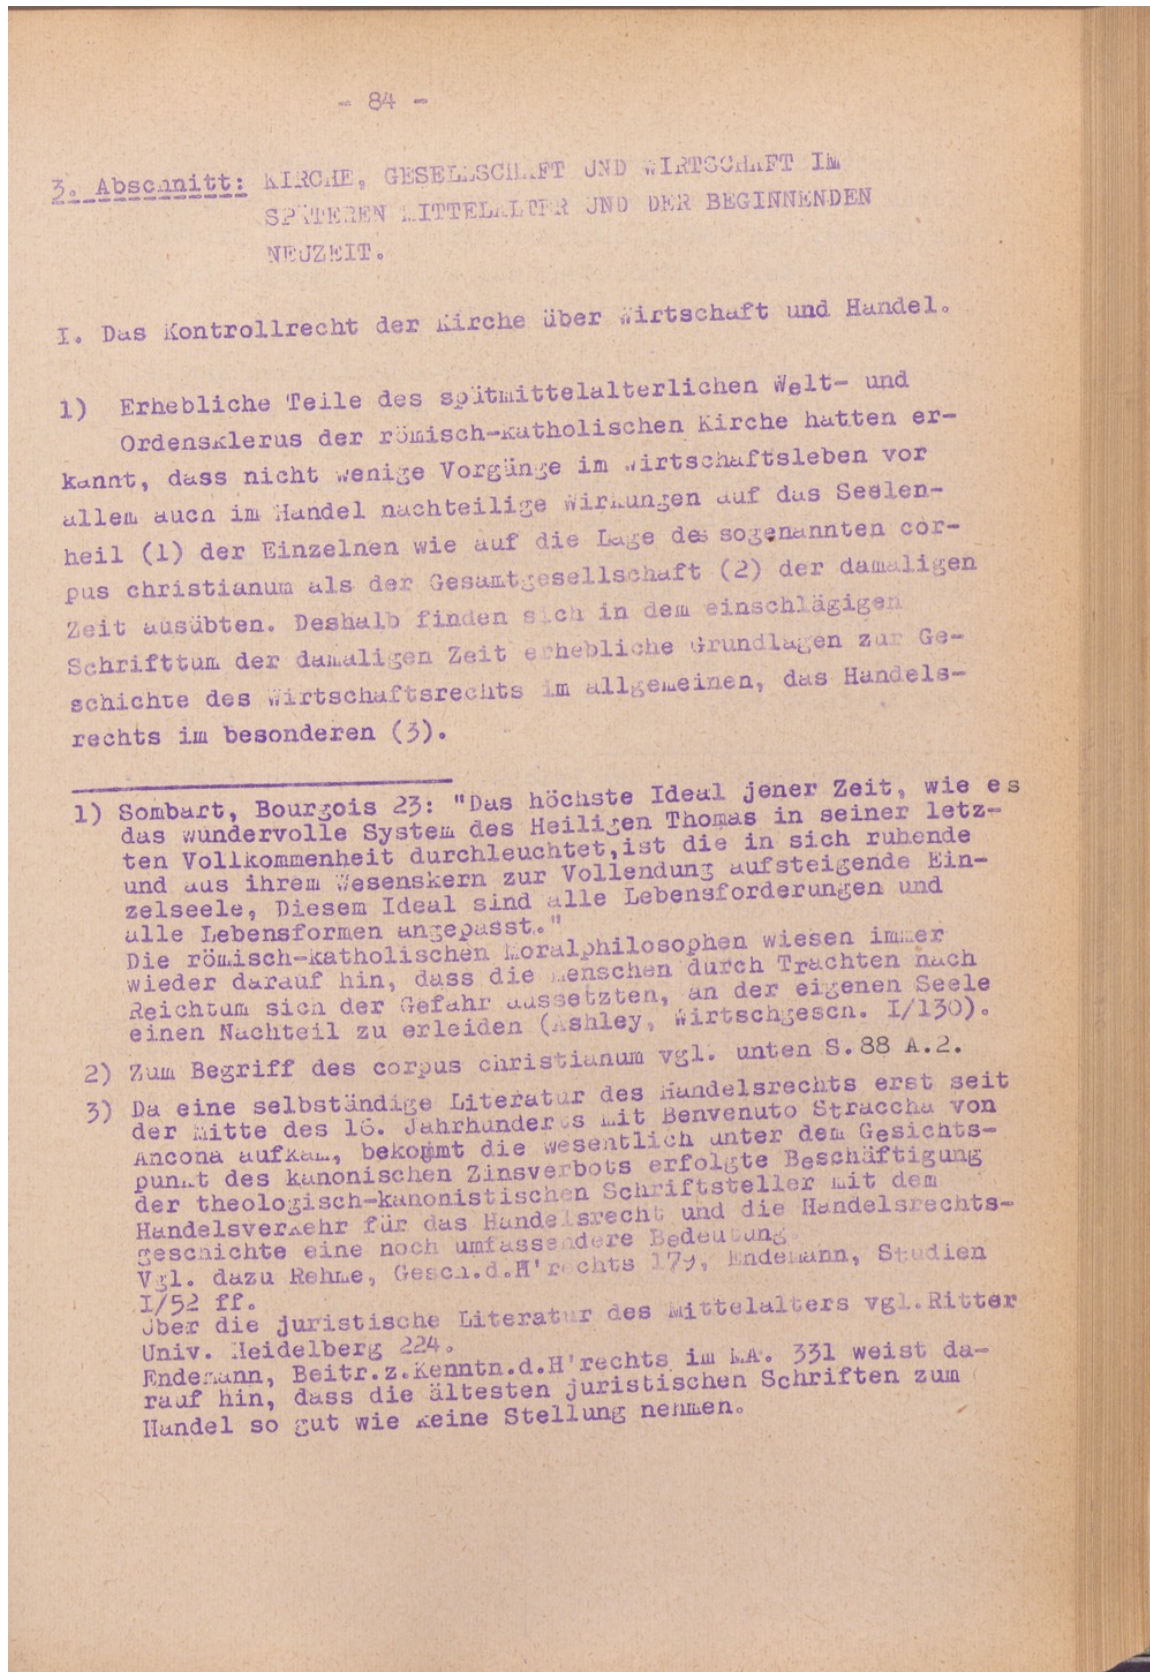 - 84 -
3. Abschnitt: KIRCHE, GESELLSCHAFT UND WIRTSCHAFT IM
SPÄTEREN MITTELALTER UND DER BEGINNENDEN
NEUZEIT.
I. Das Kontrollrecht der Kirche über Wirtschaft und Handel.
1) Erhebliche Teile des spätmittelalterlichen Welt- und
Ordensklerus der römisch-katholischen Kirche hatten er-
kannt, dass nicht wenige Vorgänge im Wirtschaftsleben vor
allem auch im Handel nachteilige Wirkungen auf das Seelen-
heil (1) der Einzelnen wie auf die Lage des sogenannten cor-
pus christianum als der Gesamtgesellschaft (2) der damaligen
Zeit ausübten. Deshalb finden sich in dem einschlägigen
Schrifttum der damaligen Zeit erhebliche Grundlagen zur Ge-
schichte des Wirtschaftsrechts im allgemeinen, das Handels-
rechts im besonderen (3).
1) Sombart, Bourgois 23: "Das höchste Ideal jener Zeit, wie es
das wundervolle System des Heiligen Thomas in seiner letz-
ten Vollkommenheit durchleuchtet,ist die in sich ruhende
und aus ihrem Wesenskern zur Vollendung aufsteigende Ein-
zelseele, Diesem Ideal sind alle Lebensforderungen und
alle Lebensformen angepasst."
Die römisch-katholischen Moralphilosophen wiesen immer
wieder darauf hin, dass die Menschen durch Trachten nach
Reichtum sich der Gefahr aussetzten, an der eigenen Seele
einen Nachteil zu erleiden (Ashley, Wirtschgesch. I/130).
2) Zum Begriff des corpus christianum vgl. unten S.88 A.2.
3) Da eine selbständige Literatur des Handelsrechts erst seit
der Mitte des 16. Jahrhunderts mit Benvenuto Straccha von
Ancona aufkam, bekommt die wesentlich unter dem Gesichts-
punkt des kanonischen Zinsverbots erfolgte Beschäftigung
der theologisch-kanonistischen Schriftsteller mit dem
Handelsverkehr für das Handelsrecht und die Handelsrechts-
geschichte eine noch umfassendere Bedeutung.
Vgl. dazu Rehme, Gesch.d.H'rechts 179, Endemann, Studien
I/52 ff.
Über die juristische Literatur des Mittelalters vgl.Ritter
Univ. Heidelberg 224.
Endemann, Beitr.z.Kenntn.d.H'rechts im M.A. 331 weist da-
rauf hin, dass die ältesten juristischen Schriften zum
Handel so gut wie keine Stellung nehmen.